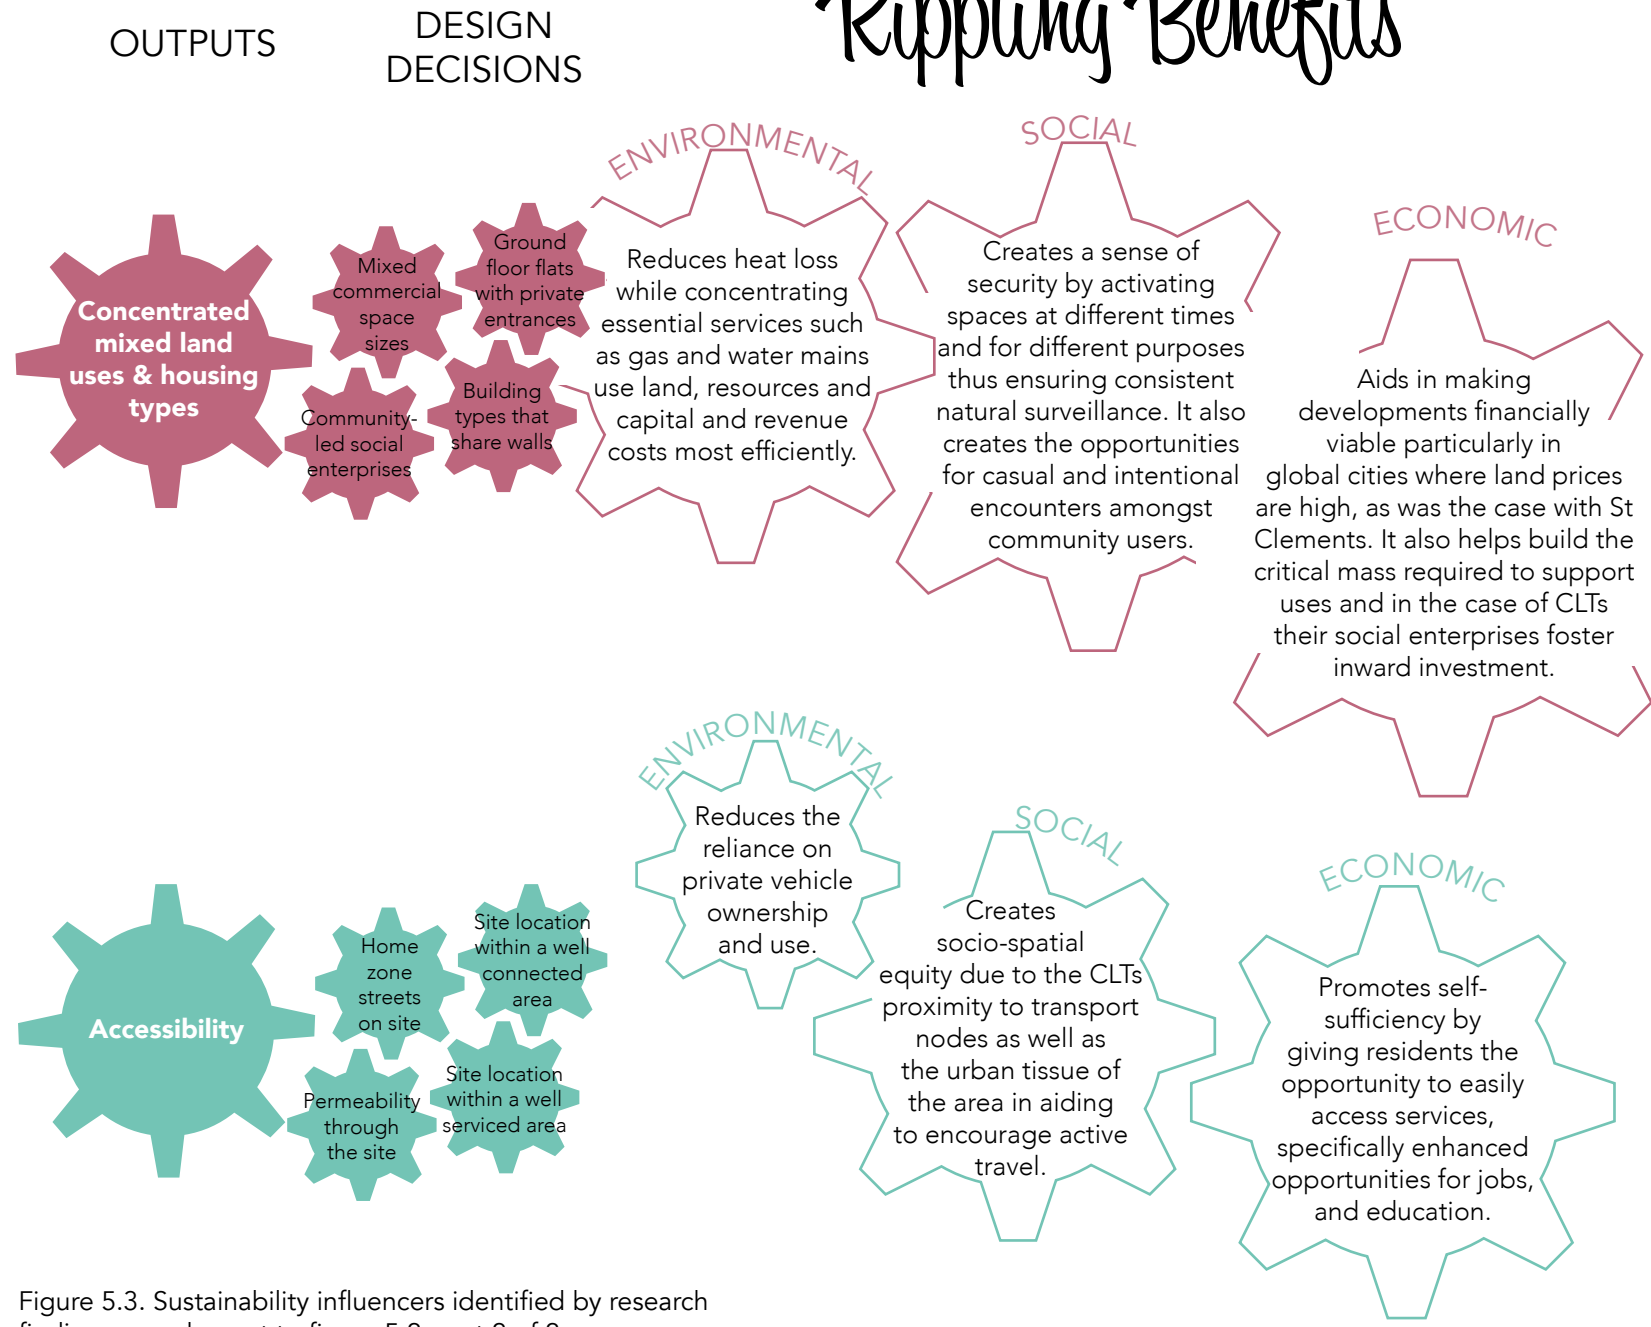 OUTPUTS
DESIGN
DECISIONS
Rippling Benefits
Concentrated
mixed land
uses & housing
types
Mixed
commercial
space
sizes
Ground
floor flats
with private
entrances
Community-
led social
enterprises
Building
types that
share walls
ENVIRONMENTAL
Reduces heat loss
while concentrating
essential services such
as gas and water mains
use land, resources and
capital and revenue
costs most efficiently.
SOCIAL
Creates a sense of
security by activating
spaces at different times
and for different purposes
thus ensuring consistent
natural surveillance. It also
creates the opportunities
for casual and intentional
encounters amongst
community users.
ECONOMIC
Aids in making
developments financially
viable particularly in
global cities where land prices
are high, as was the case with St
Clements. It also helps build the
critical mass required to support
uses and in the case of CLTs
their social enterprises foster
inward investment.
Accessibility
Home
zone
streets
on site
Site location
within a well
connected
area
Permeability
through
the site
Site location
within a well
serviced area
ENVIRONMENTAL
Reduces the
reliance on
private vehicle
ownership
and use.
SOCIAL
Creates
socio-spatial
equity due to the CLTs
proximity to transport
nodes as well as
the urban tissue of
the area in aiding
to encourage active
travel.
ECONOMIC
Promotes self-
sufficiency by
giving residents the
opportunity to easily
access services,
specifically enhanced
opportunities for jobs,
and education.
Figure 5.3. Sustainability influencers identified by research